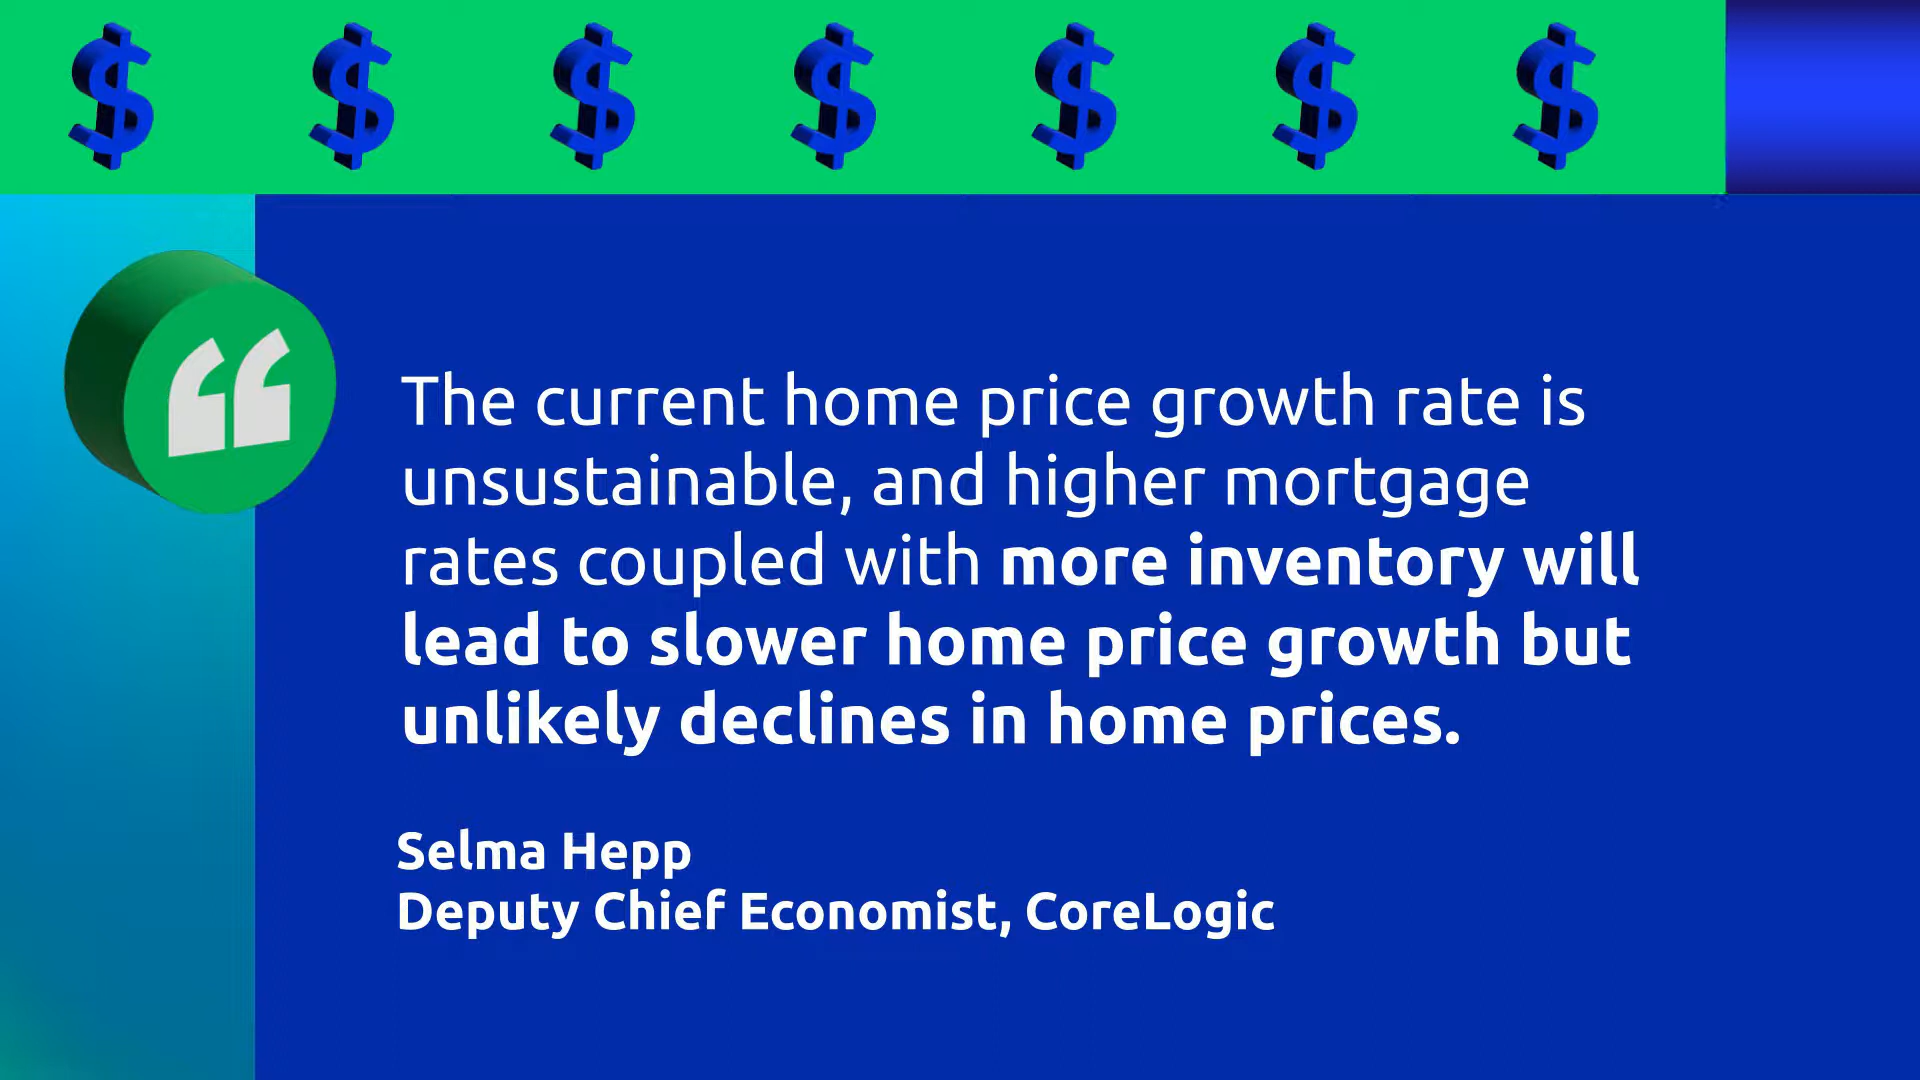 $ $ $ $ $ $ $
“
The current home price growth rate is
unsustainable, and higher mortgage
rates coupled with more inventory will
lead to slower home price growth but
unlikely declines in home prices.
Selma Hepp
Deputy Chief Economist, CoreLogic